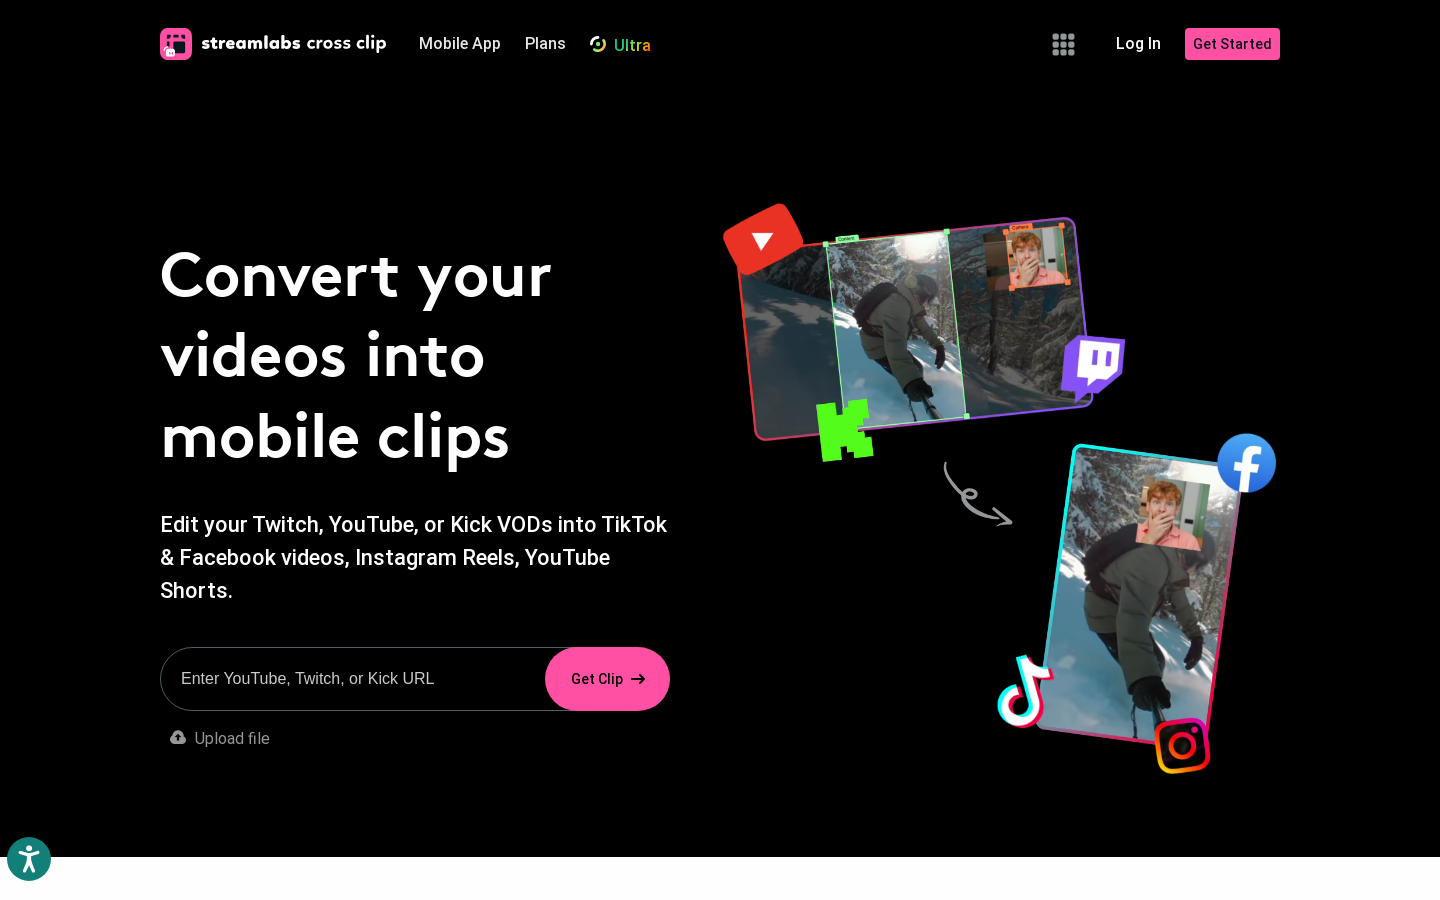 streamlabs cross clip
Mobile App
Plans
Ultra
Log In
Get Started
Convert your
videos into
mobile clips
Edit your Twitch, YouTube, or Kick VODs into TikTok
& Facebook videos, Instagram Reels, YouTube
Shorts.
Enter YouTube, Twitch, or Kick URL
Get Clip
Upload file
Content
Camera